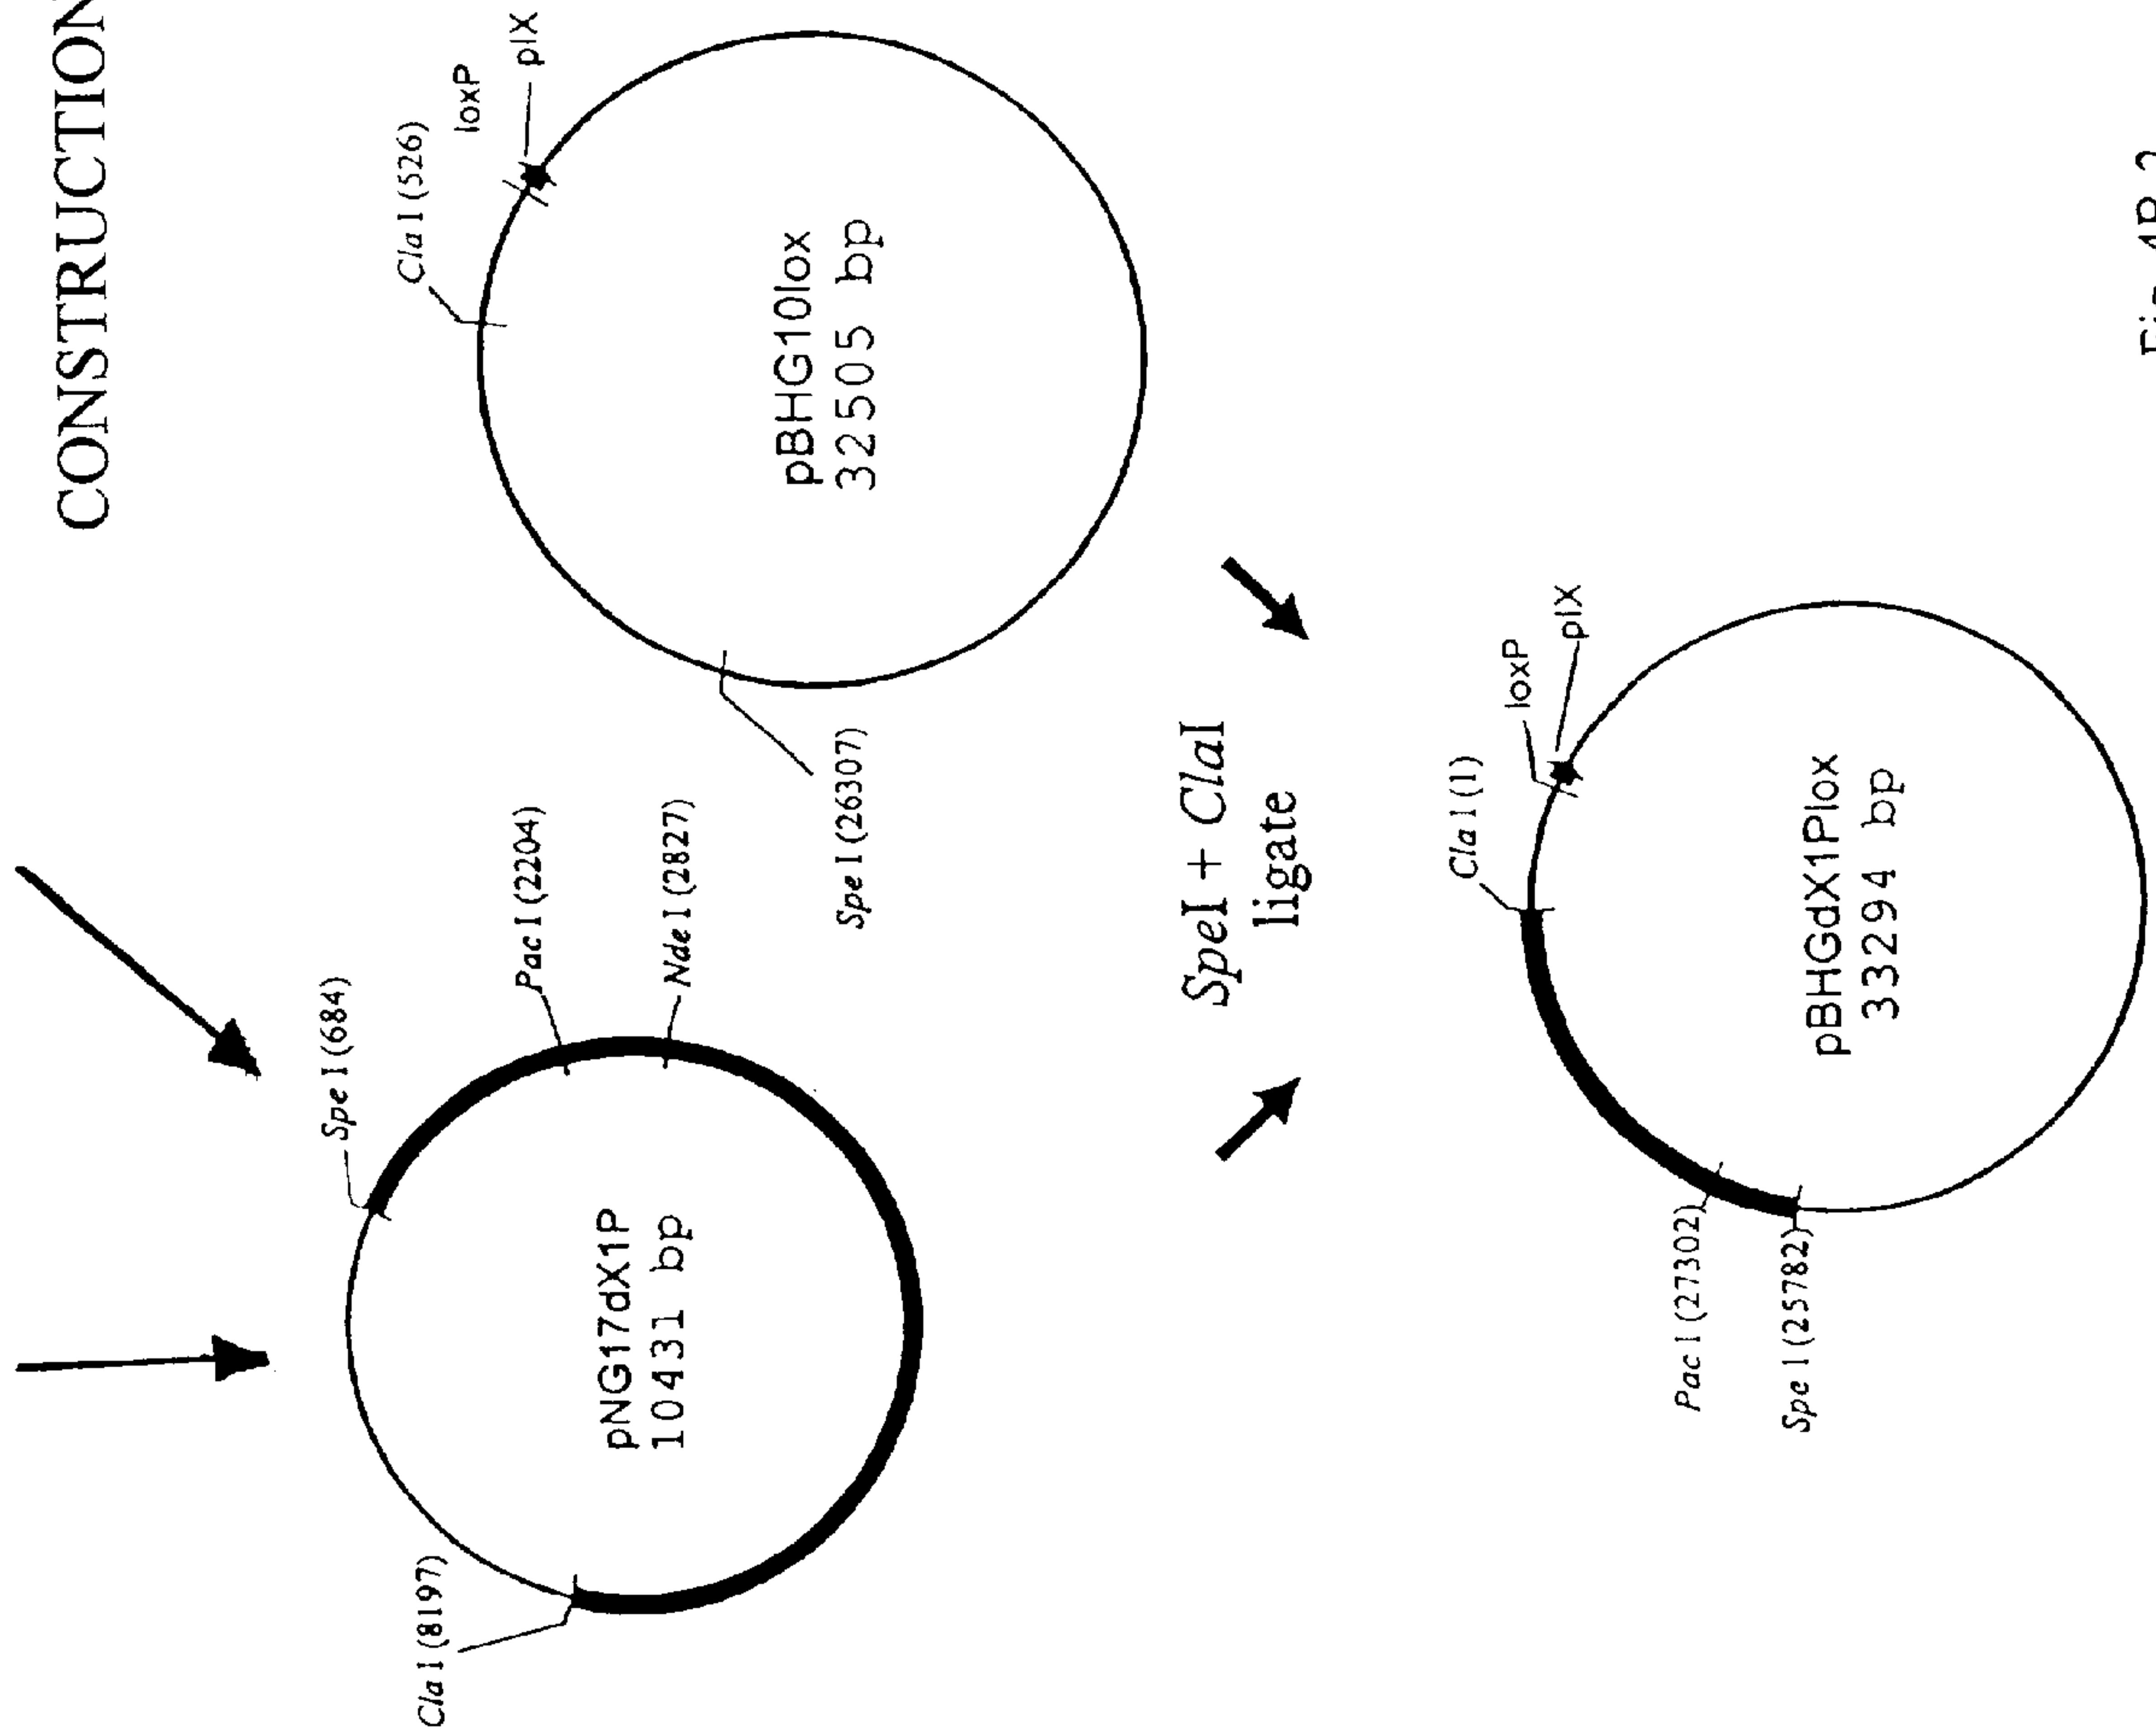 CONSTRUCTION
Spe I (684)
Pac I (2204)
Nde I (2827)
Cla I (8197)
pNG17dX1P
10431 bp
Cla I (526)
loxP
pIX
Spe I (26307)
pBHG10lox
32505 bp
SpeI + ClaI
ligate
Cla I (1)
loxP
pIX
Pac I (27302)
Spe I (25782)
pBHGdX1Plox
33294 bp